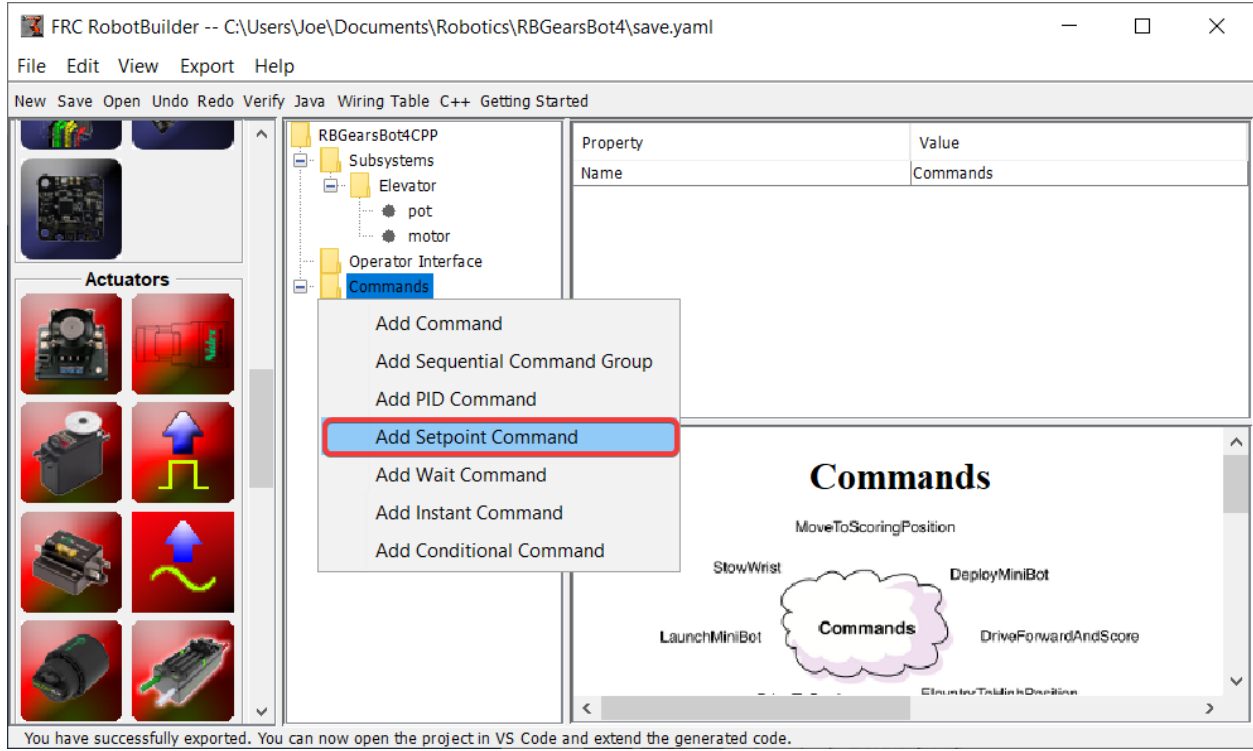 FRC RobotBuilder -- C:\Users\Joe\Documents\Robotics\RBGearsBot4\save.yaml
File Edit View Export Help
New Save Open Undo Redo Verify Java Wiring Table C++ Getting Started
Actuators
RBGearsBot4CPP
Subsystems
Elevator
pot
motor
Operator Interface
Commands
Add Command
Add Sequential Command Group
Add PID Command
Add Setpoint Command
Add Wait Command
Add Instant Command
Add Conditional Command
Property Value
Name Commands
Commands
MoveToScoringPosition
StowWrist
DeployMiniBot
LaunchMiniBot
Commands
DriveForwardAndScore
You have successfully exported. You can now open the project in VS Code and extend the generated code.